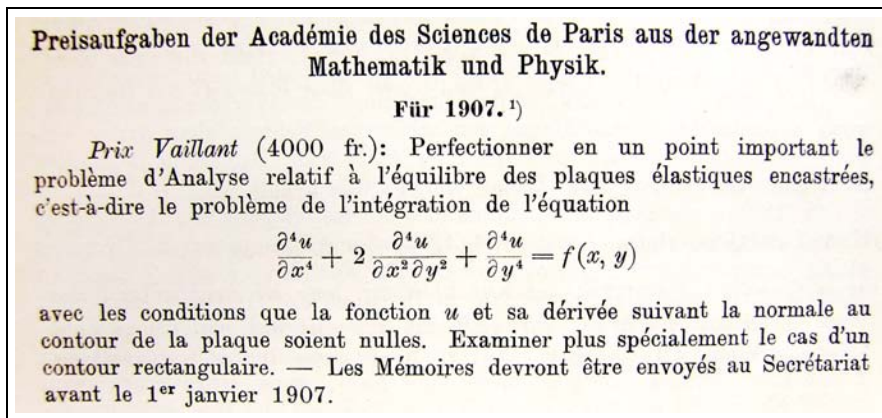 Preisaufgaben der Académie des Sciences de Paris aus der angewandten
Mathematik und Physik.
Für 1907.¹)
Prix Vaillant (4000 fr.): Perfectionner en un point important le
problème d'Analyse relatif à l'équilibre des plaques élastiques encastrées,
c'est-à-dire le problème de l'intégration de l'équation
∂⁴u/∂x⁴ + 2 ∂⁴u/∂x²∂y² + ∂⁴u/∂y⁴ = f(x, y)
avec les conditions que la fonction u et sa dérivée suivant la normale au
contour de la plaque soient nulles. Examiner plus spécialement le cas d'un
contour rectangulaire. — Les Mémoires devront être envoyés au Secrétariat
avant le 1er janvier 1907.